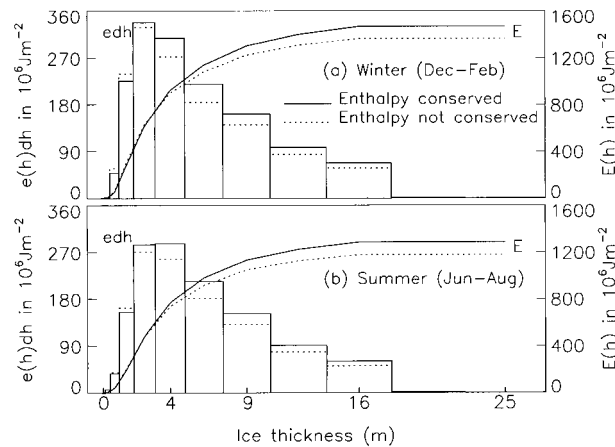 360
270
180
90
0
e(h)dh in 10⁶Jm⁻²
edh
E
(a) Winter (Dec–Feb)
Enthalpy conserved
Enthalpy not conserved
1600
1200
800
400
0
E(h) in 10⁶Jm⁻²
360
270
180
90
0
e(h)dh in 10⁶Jm⁻²
edh
E
(b) Summer (Jun–Aug)
1600
1200
800
400
0
E(h) in 10⁶Jm⁻²
0 4 9 16 25
Ice thickness (m)